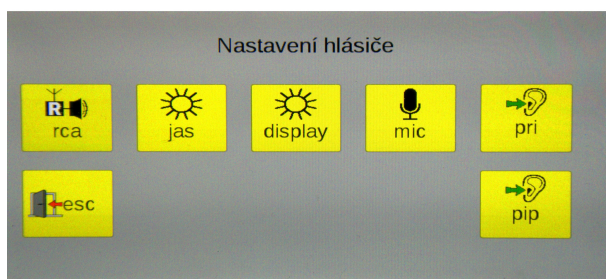 Nastavení hlásiče
R
rca
jas
display
mic
pri
esc
pip